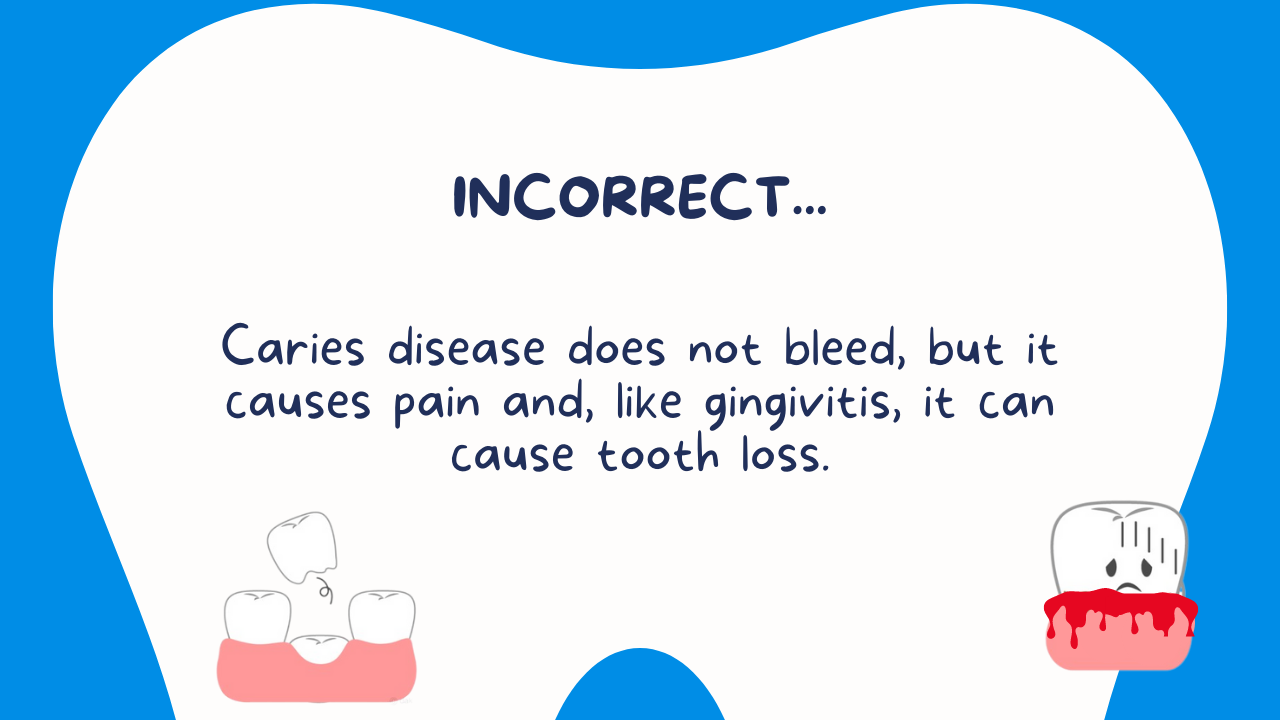 INCORRECT...
Caries disease does not bleed, but it
causes pain and, like gingivitis, it can
cause tooth loss.